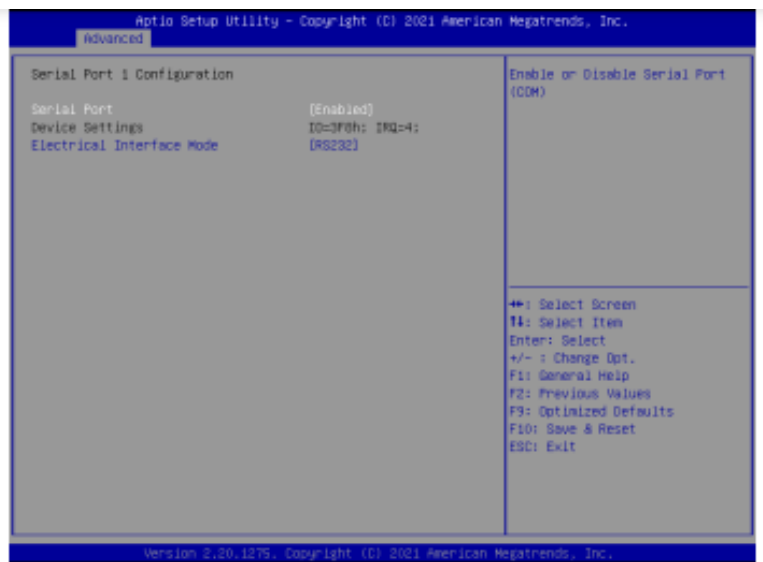 Aptio Setup Utility - Copyright (C) 2021 American Megatrends, Inc.
Advanced
Serial Port 1 Configuration
Serial Port [Enabled]
Device Settings IO=3F8h; IRQ=4;
Electrical Interface Mode [RS232]
Enable or Disable Serial Port
(COM)
→←: Select Screen
↑↓: Select Item
Enter: Select
+/- : Change Opt.
F1: General Help
F2: Previous Values
F9: Optimized Defaults
F10: Save & Reset
ESC: Exit
Version 2.20.1275. Copyright (C) 2021 American Megatrends, Inc.